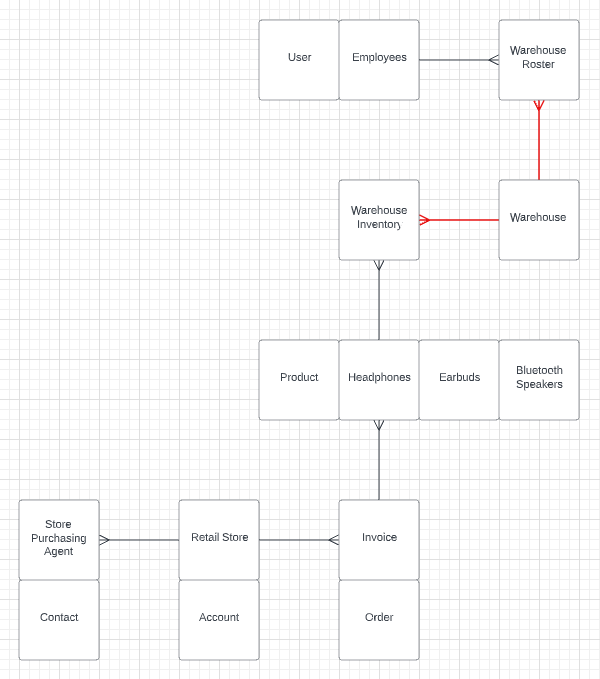 User
Employees
Warehouse
Roster
Warehouse
Inventory
Warehouse
Product
Headphones
Earbuds
Bluetooth
Speakers
Store
Purchasing
Agent
Retail Store
Invoice
Contact
Account
Order